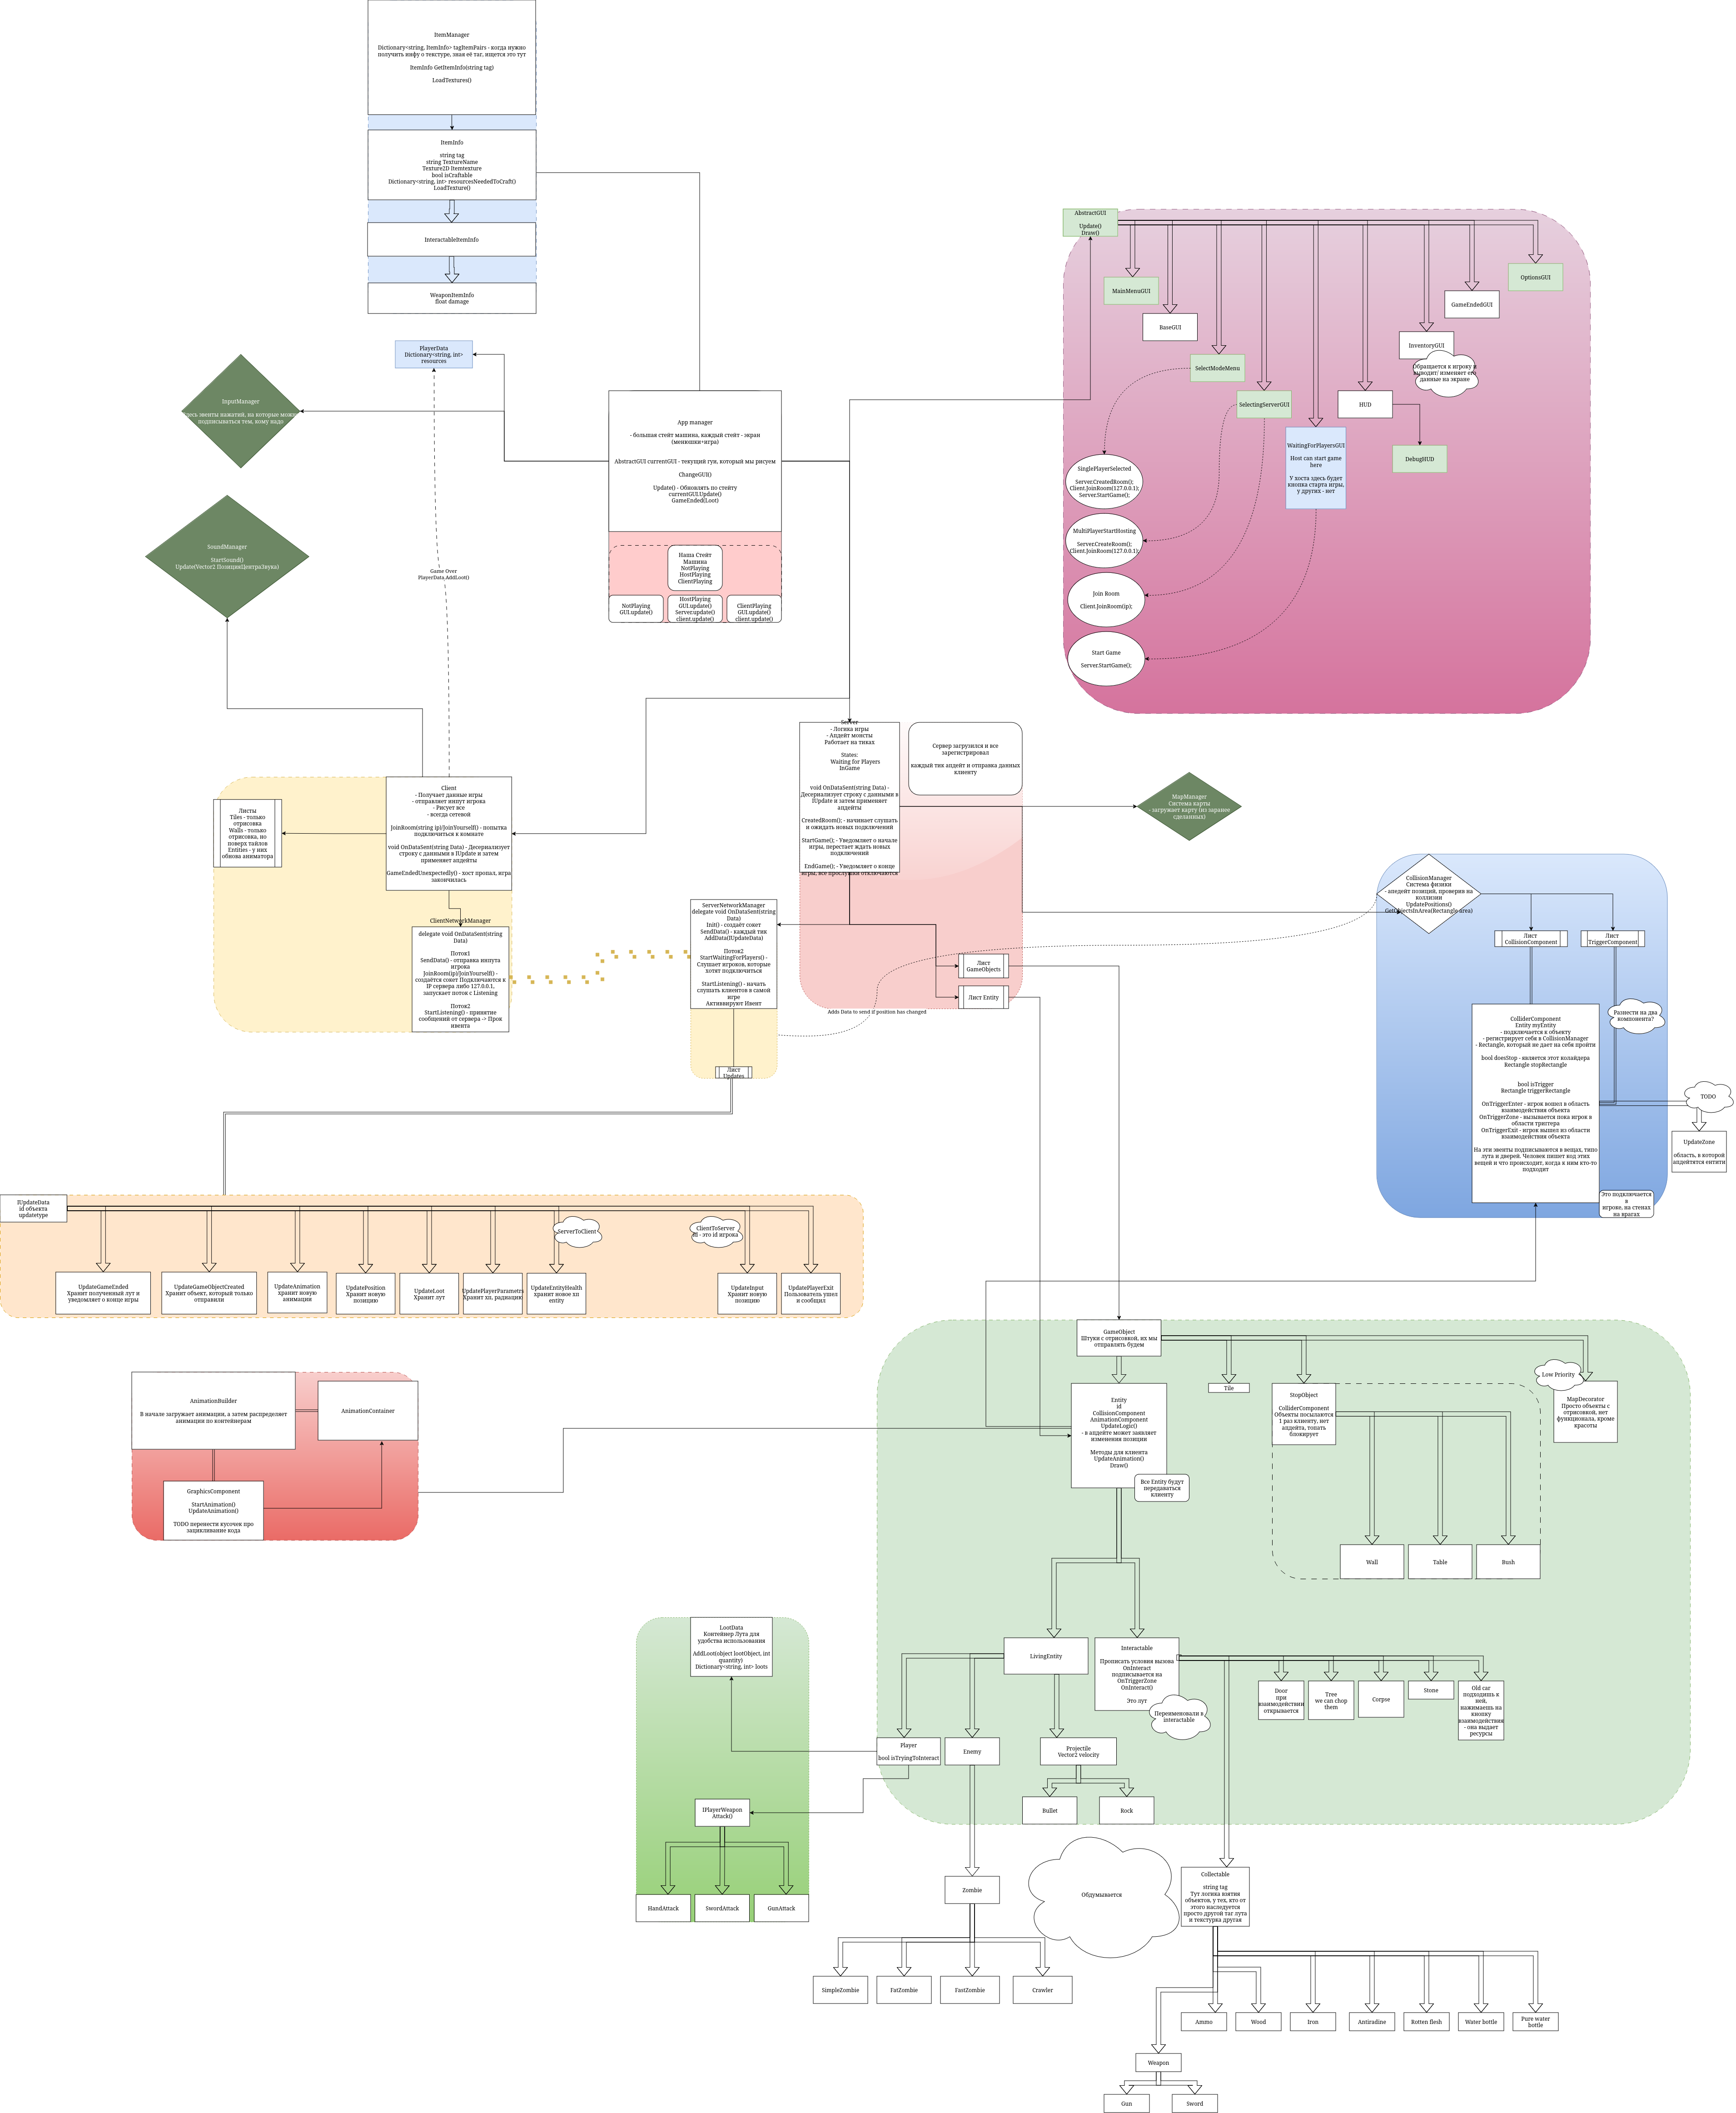 ItemManager
Dictionary<string, ItemInfo> tagItemPairs - когда нужно
получить инфу о текстуре, зная её таг, ищется это тут
ItemInfo GetItemInfo(string tag)
LoadTextures()
ItemInfo
string tag
string TextureName
Texture2D Itemtexture
bool isCraftable
Dictionary<string, int> resourcesNeededToCraft()
LoadTexture()
InteractableItemInfo
WeaponItemInfo
float damage
PlayerData
Dictionary<string, int>
resources
InputManager
здесь эвенты нажатий, на которые может
подписываться тем, кому надо
SoundManager
StartSound()
Update(Vector2 ПозицияЦентраЗвука)
Game Over
PlayerData.AddLoot()
App manager
- большая стейт машина, каждый стейт - экран
(менюшки+игра)
AbstractGUI currentGUI - текущий гуи, который мы рисуем
ChangeGUI()
Update() - Обновлять по стейту
currentGUI.Update()
GameEnded(Loot)
Наша Стейт
Машина
NotPlaying
HostPlaying
ClientPlaying
NotPlaying
GUI.update()
HostPlaying
GUI.update()
Server.update()
client.update()
ClientPlaying
GUI.update()
client.update()
AbstractGUI
Update()
Draw()
MainMenuGUI
BaseGUI
SelectModeMenu
SelectingServerGUI
WaitingForPlayersGUI
Host can start game
here
У хоста здесь будет
кнопка старта игры,
у других - нет
HUD
DebugHUD
InventoryGUI
Обращается к игроку и
выводит/ изменяет его
данные на экране
GameEndedGUI
OptionsGUI
SinglePlayerSelected
Server.CreatedRoom();
Client.JoinRoom(127.0.0.1);
Server.StartGame();
MultiPlayerStartHosting
Server.CreateRoom();
Client.JoinRoom(127.0.0.1);
Join Room
Client.JoinRoom(ip);
Start Game
Server.StartGame();
Server
- Логика игры
- Апдейт монсты
Работает на тиках
States:
Waiting for Players
InGame
void OnDataSent(string Data) -
Десериализует строку с данными в
IUpdate и затем применяет
апдейты
CreatedRoom(); - начинает слушать
и ожидать новых подключений
StartGame(); - Уведомляет о начале
игры, перестает ждать новых
подключений
EndGame(); - Уведомляет о конце
игры, все прослушки отключаются
Сервер загрузился и все
зарегистрировал
каждый тик апдейт и отправка данных
клиенту
MapManager
Система карты
- загружает карту (из заранее
сделанных)
Client
- Получает данные игры
- отправляет инпут игрока
- Рисует все
- всегда сетевой
JoinRoom(string ip)/JoinYourself() - попытка
подключиться к комнате
void OnDataSent(string Data) - Десериализует
строку с данными в IUpdate и затем
применяет апдейты
GameEndedUnexpectedly() - хост пропал, игра
закончилась
Листы
Tiles - только
отрисовка
Walls - только
отрисовка, но
поверх тайлов
Entities - у них
обнова аниматора
ClientNetworkManager
delegate void OnDataSent(string
Data)
Поток1
SendData() - отправка инпута
игрока
JoinRoom(ip)/JoinYourself() -
создаётся сокет Подключаются к
IP сервера либо 127.0.0.1,
запускает поток с Listening
Поток2
StartListening() - принятие
сообщений от сервера -> Прок
ивента
ServerNetworkManager
delegate void OnDataSent(string
Data)
Init() - создаёт сокет
SendData() - каждый тик
AddData(IUpdateData)
Поток2
StartWaitingForPlayers() -
Слушает игроков, которые
хотят подключиться
StartListening() - начать
слушать клиентов в самой
игре
Активвируют Ивент
Лист
Updates
Лист
GameObjects
Лист Entity
Adds Data to send if position has changed
CollisionManager
Система физики
- апедейт позиций, проверив на
коллизии
UpdatePositions()
GetObjectsInArea(Rectangle area)
Лист
CollisionComponent
Лист
TriggerComponent
ColliderComponent
Entity myEntity
- подключается к объекту
- регистрирует себя в CollisionManager
- Rectangle, который не дает на себя пройти
bool doesStop - является этот колайдера
Rectangle stopRectangle
bool isTrigger
Rectangle triggerRectangle
OnTriggerEnter - игрок вошел в область
взаимодействия объекта
OnTriggerZone - вызывается пока игрок в
области триггера
OnTriggerExit - игрок вышел из области
взаимодействия объекта
На эти эвенты подписываются в вещах, типо
лута и дверей. Человек пишет код этих
вещей и что происходит, когда к ним кто-то
подходит
Разнести на два
компонента?
TODO
UpdateZone
область, в которой
апдейтятся ентити
Это подключается
в
игроке, на стенах
на врагах
IUpdateData
id объекта
updatetype
ServerToClient
ClientToServer
ID - это id игрока
UpdateGameEnded
Хранит полученный лут и
уведомляет о конце игры
UpdateGameObjectCreated
Хранит объект, который только
отправили
UpdateAnimation
хранит новую
анимации
UpdatePosition
Хранит новую
позицию
UpdateLoot
Хранит лут
UpdatePlayerParametrs
Хранит хп, радиацию
UpdateEntityHealth
хранит новое хп
entity
UpdateInput
Хранит новую
позицию
UpdatePlayerExit
Пользователь ушел
и сообщил
AnimationBuilder
В начале загружает анимации, а затем распределяет
анимации по контейнерам
AnimationContainer
GraphicsComponent
StartAnimation()
UpdateAnimation()
TODO перенести кусочек про
зацикливание кода
GameObject
Штуки с отрисовкой, их мы
отправлять будем
Entity
id
CollisionComponent
AnimationComponent
UpdateLogic()
- в апдейте может заявляет
изменения позиции
Методы для клиента
UpdateAnimation()
Draw()
Все Entity будут
передаваться
клиенту
Tile
StopObject
ColliderComponent
Объекты посылаются
1 раз клиенту, нет
апдейта, тоать
блокирует
Low Priority
MapDecorator
Просто объекты с
отрисовкой, нет
функционала, кроме
красоты
Wall
Table
Bush
LootData
Контейнер Лута для
удобства использования
AddLoot(object lootObject, int
quantity)
Dictionary<string, int> loots
LivingEntity
Interactable
Прописать условия вызова
OnInteract
подписывается на
OnTriggerZone
OnInteract()
Это лут
Переименовали в
interactable
Door
при
взаимодействии
открывается
Tree
we can chop
them
Corpse
Stone
Old car
подходишь к
ней,
нажимаешь на
кнопку
взаимодействия
- она выдает
ресурсы
Player
bool isTryingToInteract
Enemy
Projectile
Vector2 velocity
Bullet
Rock
IPlayerWeapon
Attack()
HandAttack
SwordAttack
GunAttack
Zombie
Обдумывается
Collectable
string tag
Тут логика взятия
объектов, у тех, кто от
этого наследуется
просто другой таг лута
и текстурка другая
SimpleZombie
FatZombie
FastZombie
Crawler
Ammo
Wood
Iron
Antiradine
Rotten flesh
Water bottle
Pure water
bottle
Weapon
Gun
Sword